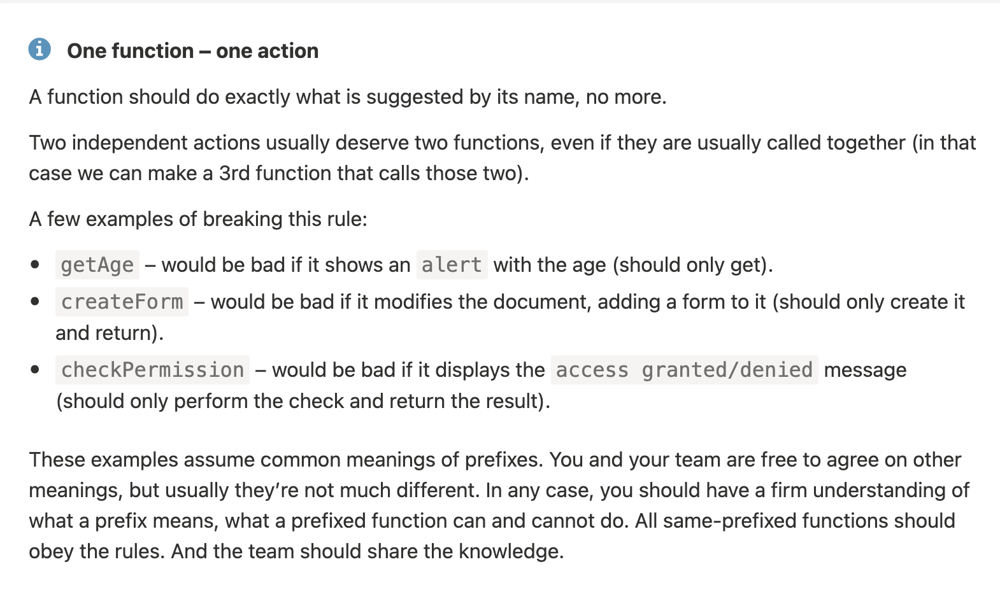 One function – one action
A function should do exactly what is suggested by its name, no more.
Two independent actions usually deserve two functions, even if they are usually called together (in that
case we can make a 3rd function that calls those two).
A few examples of breaking this rule:
• getAge – would be bad if it shows an alert with the age (should only get).
• createForm – would be bad if it modifies the document, adding a form to it (should only create it
and return).
• checkPermission – would be bad if it displays the access granted/denied message
(should only perform the check and return the result).
These examples assume common meanings of prefixes. You and your team are free to agree on other
meanings, but usually they’re not much different. In any case, you should have a firm understanding of
what a prefix means, what a prefixed function can and cannot do. All same-prefixed functions should
obey the rules. And the team should share the knowledge.